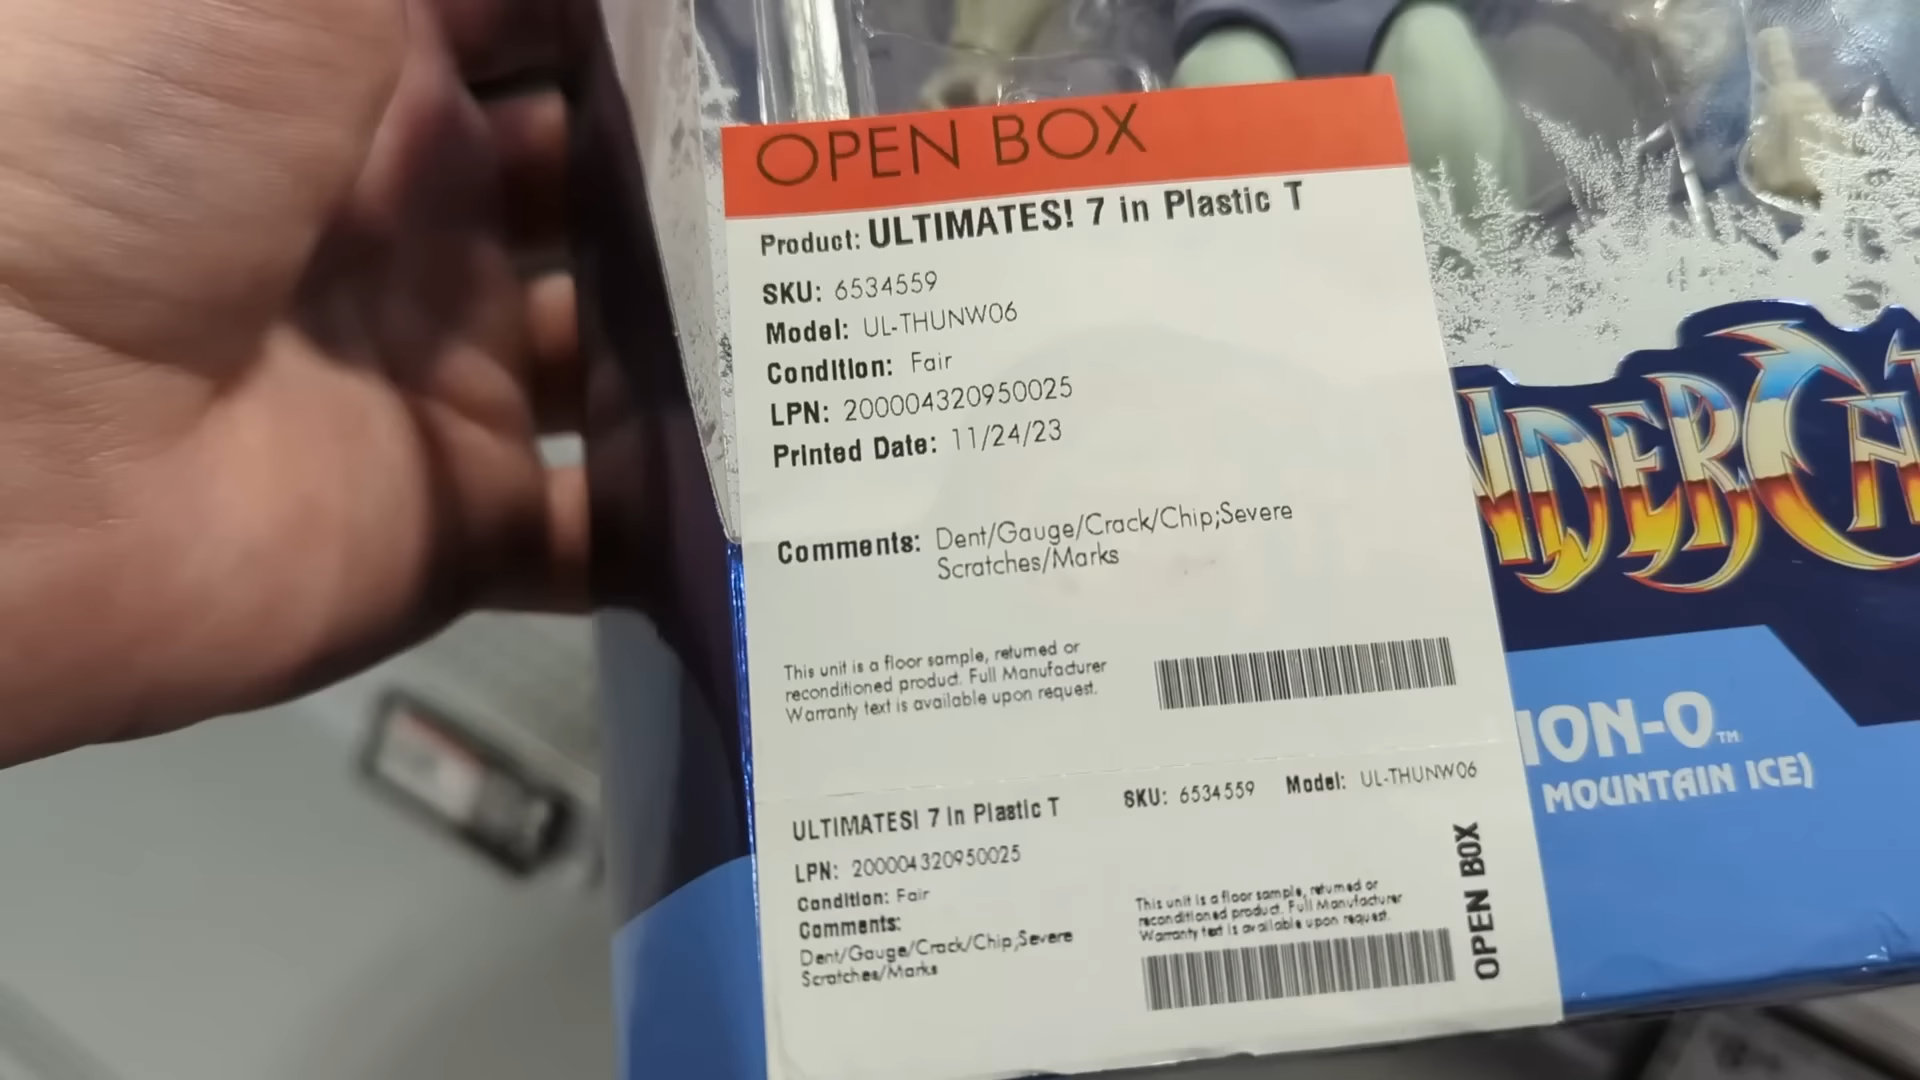 OPEN BOX
Product: ULTIMATES! 7 in Plastic T
SKU: 6534559
Model: UL-THUNW06
Condition: Fair
LPN: 200004320950025
Printed Date: 11/24/23
Comments: Dent/Gauge/Crack/Chip;Severe
Scratches/Marks
This unit is a floor sample, returned or
reconditioned product. Full Manufacturer
Warranty text is available upon request.
ULTIMATES! 7 in Plastic T
SKU: 6534559 Model: UL-THUNW06
LPN: 200004320950025
Condition: Fair
Comments:
Dent/Gauge/Crack/Chip;Severe
Scratches/Marks
This unit is a floor sample, returned or
reconditioned product. Full Manufacturer
Warranty text is available upon request.
OPEN BOX
NDERCA
ION-O™
MOUNTAIN ICE)